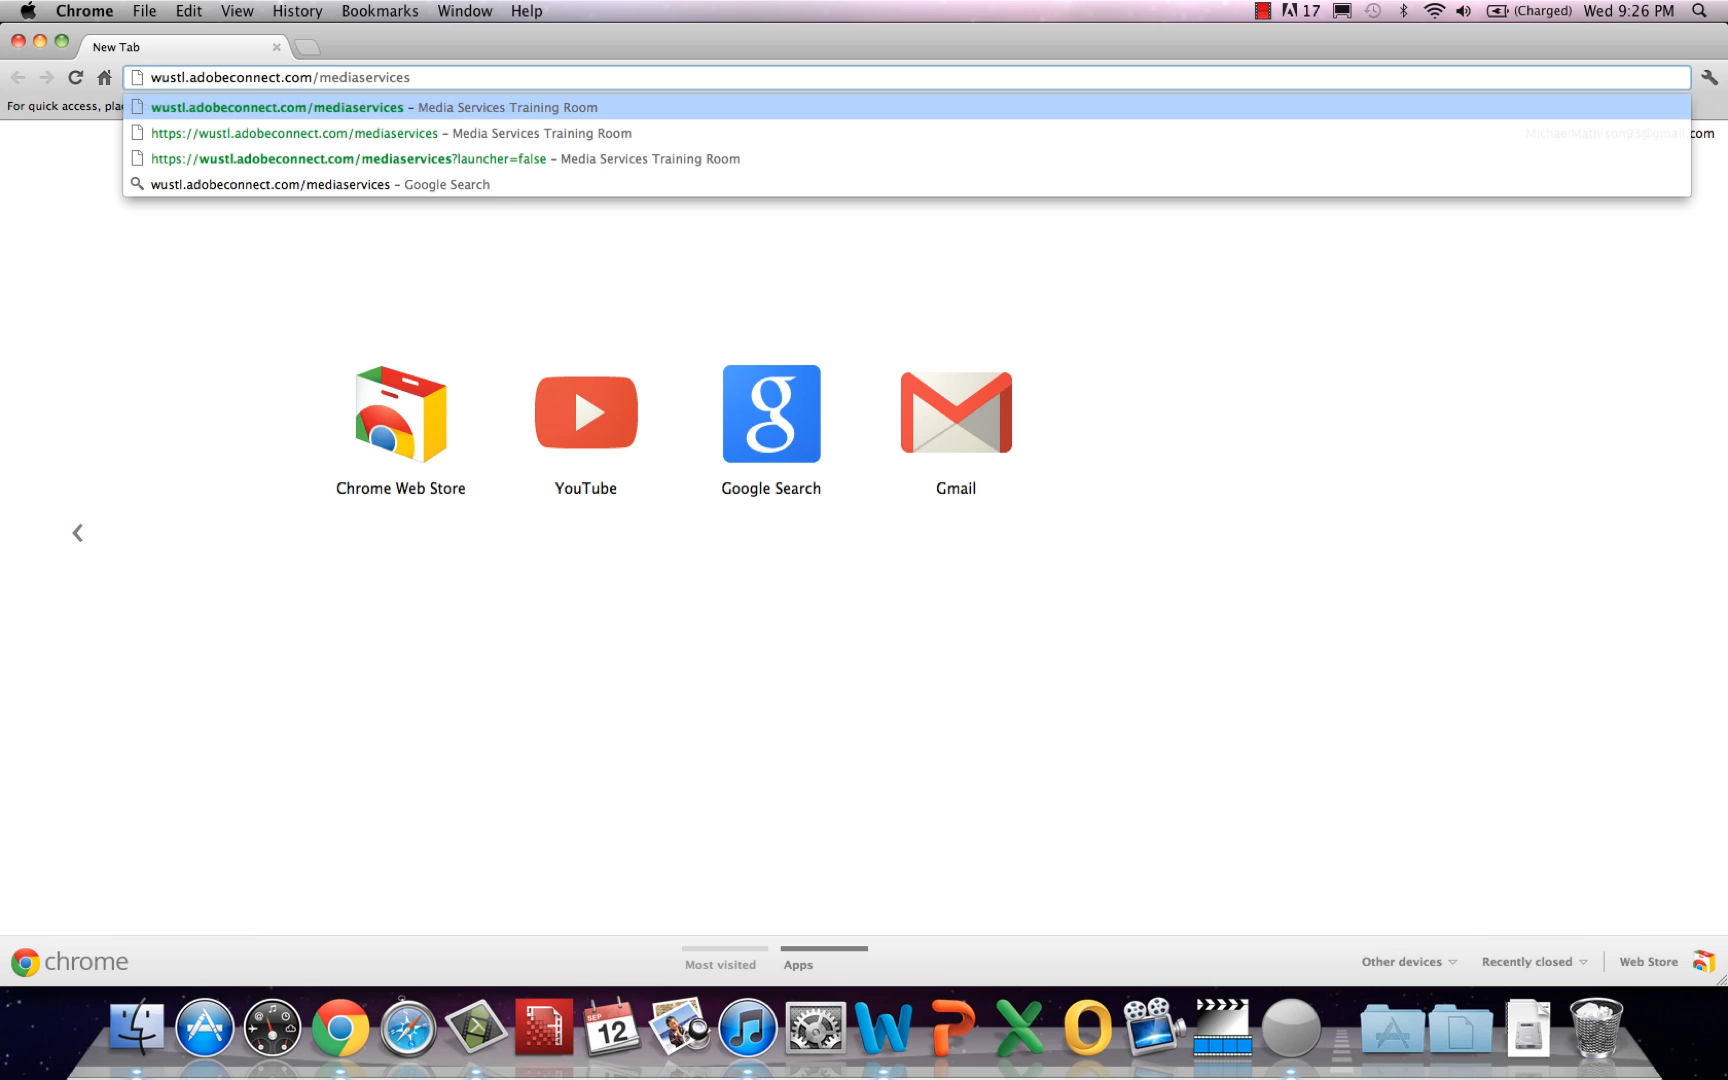 Chrome File Edit View History Bookmarks Window Help 17 (Charged) Wed 9:26 PM
New Tab
wustl.adobeconnect.com/mediaservices
For quick access, pla
wustl.adobeconnect.com/mediaservices – Media Services Training Room
https://wustl.adobeconnect.com/mediaservices – Media Services Training Room
com
https://wustl.adobeconnect.com/mediaservices?launcher=false – Media Services Training Room
wustl.adobeconnect.com/mediaservices – Google Search
Chrome Web Store YouTube Google Search Gmail
chrome
Most visited Apps
Other devices Recently closed Web Store
SEP
12